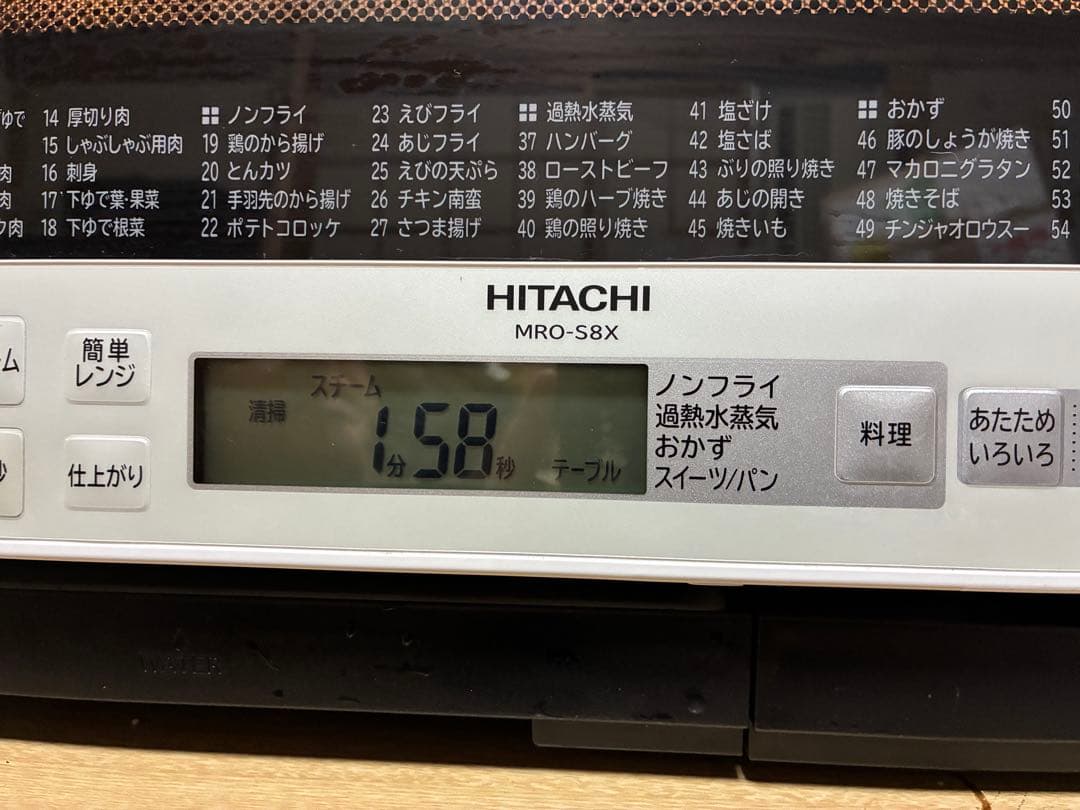 ゆで 14 厚切り肉 ノンフライ 23 えびフライ 過熱水蒸気 41 塩ざけ おかず 50
15 しゃぶしゃぶ用肉 19 鶏のから揚げ 24 あじフライ 37 ハンバーグ 42 塩さば 46 豚のしょうが焼き 51
肉 16 刺身 20 とんカツ 25 えびの天ぷら 38 ローストビーフ 43 ぶりの照り焼き 47 マカロニグラタン 52
肉 17 下ゆで葉・果菜 21 手羽先のから揚げ 26 チキン南蛮 39 鶏のハーブ焼き 44 あじの開き 48 焼きそば 53
ク肉 18 下ゆで根菜 22 ポテトコロッケ 27 さつま揚げ 40 鶏の照り焼き 45 焼きいも 49 チンジャオロウスー 54
HITACHI
MRO-S8X
ーム
簡単
レンジ
秒
仕上がり
スチーム
清掃
1分58秒
テーブル
ノンフライ
過熱水蒸気
おかず
スイーツ/パン
料理
あたため
いろいろ
WATER